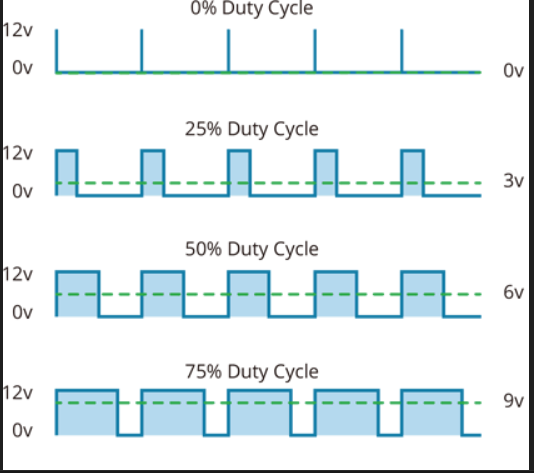 0% Duty Cycle
12v
0v
0v
25% Duty Cycle
12v
0v
3v
50% Duty Cycle
12v
0v
6v
75% Duty Cycle
12v
0v
9v